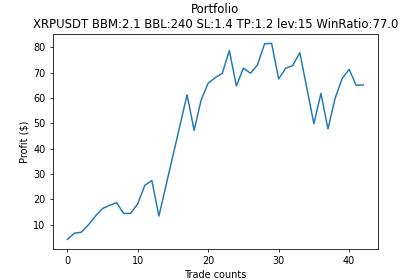 Portfolio
XRPUSDT BBM:2.1 BBL:240 SL:1.4 TP:1.2 lev:15 WinRatio:77.0
80
70
60
50
40
30
20
10
Profit ($)
0 10 20 30 40
Trade counts